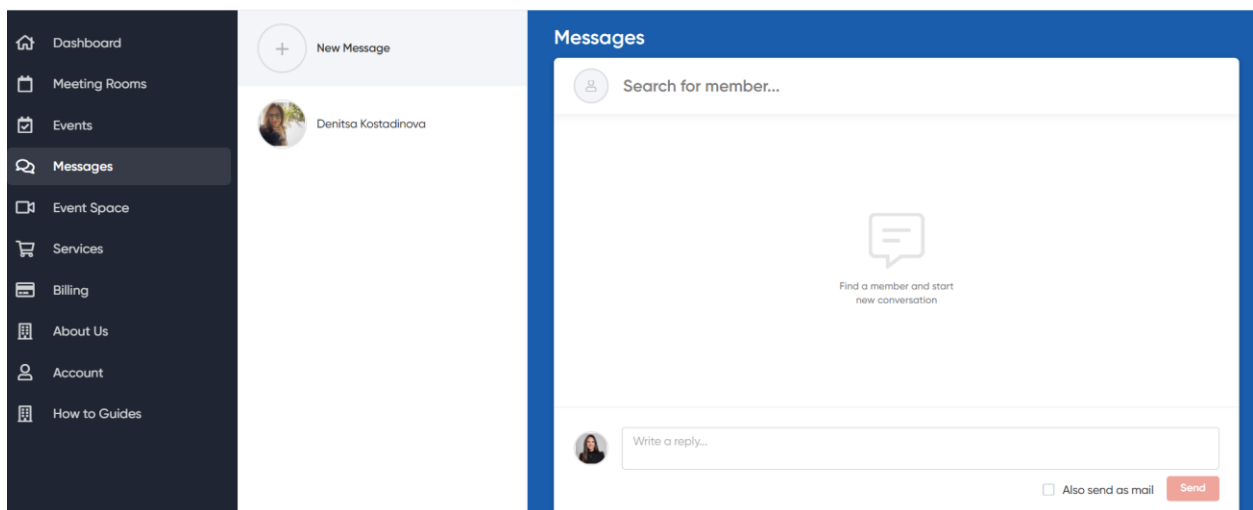 Dashboard
Meeting Rooms
Events
Messages
Event Space
Services
Billing
About Us
Account
How to Guides
New Message
Denitsa Kostadinova
Messages
Search for member...
Find a member and start
new conversation
Write a reply...
Also send as mail
Send